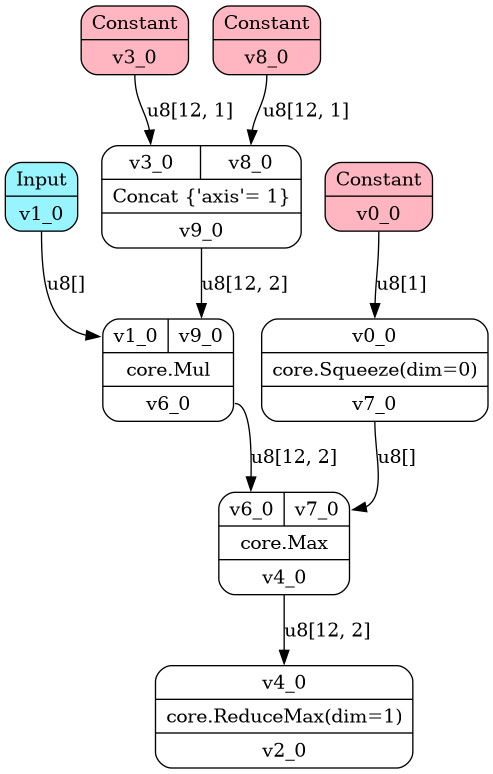 Constant
v3_0
Constant
v8_0
u8[12, 1]
u8[12, 1]
Input
v1_0
v3_0 v8_0
Concat {'axis'= 1}
v9_0
Constant
v0_0
u8[]
u8[12, 2]
u8[1]
v1_0 v9_0
core.Mul
v6_0
v0_0
core.Squeeze(dim=0)
v7_0
u8[12, 2]
u8[]
v6_0 v7_0
core.Max
v4_0
u8[12, 2]
v4_0
core.ReduceMax(dim=1)
v2_0